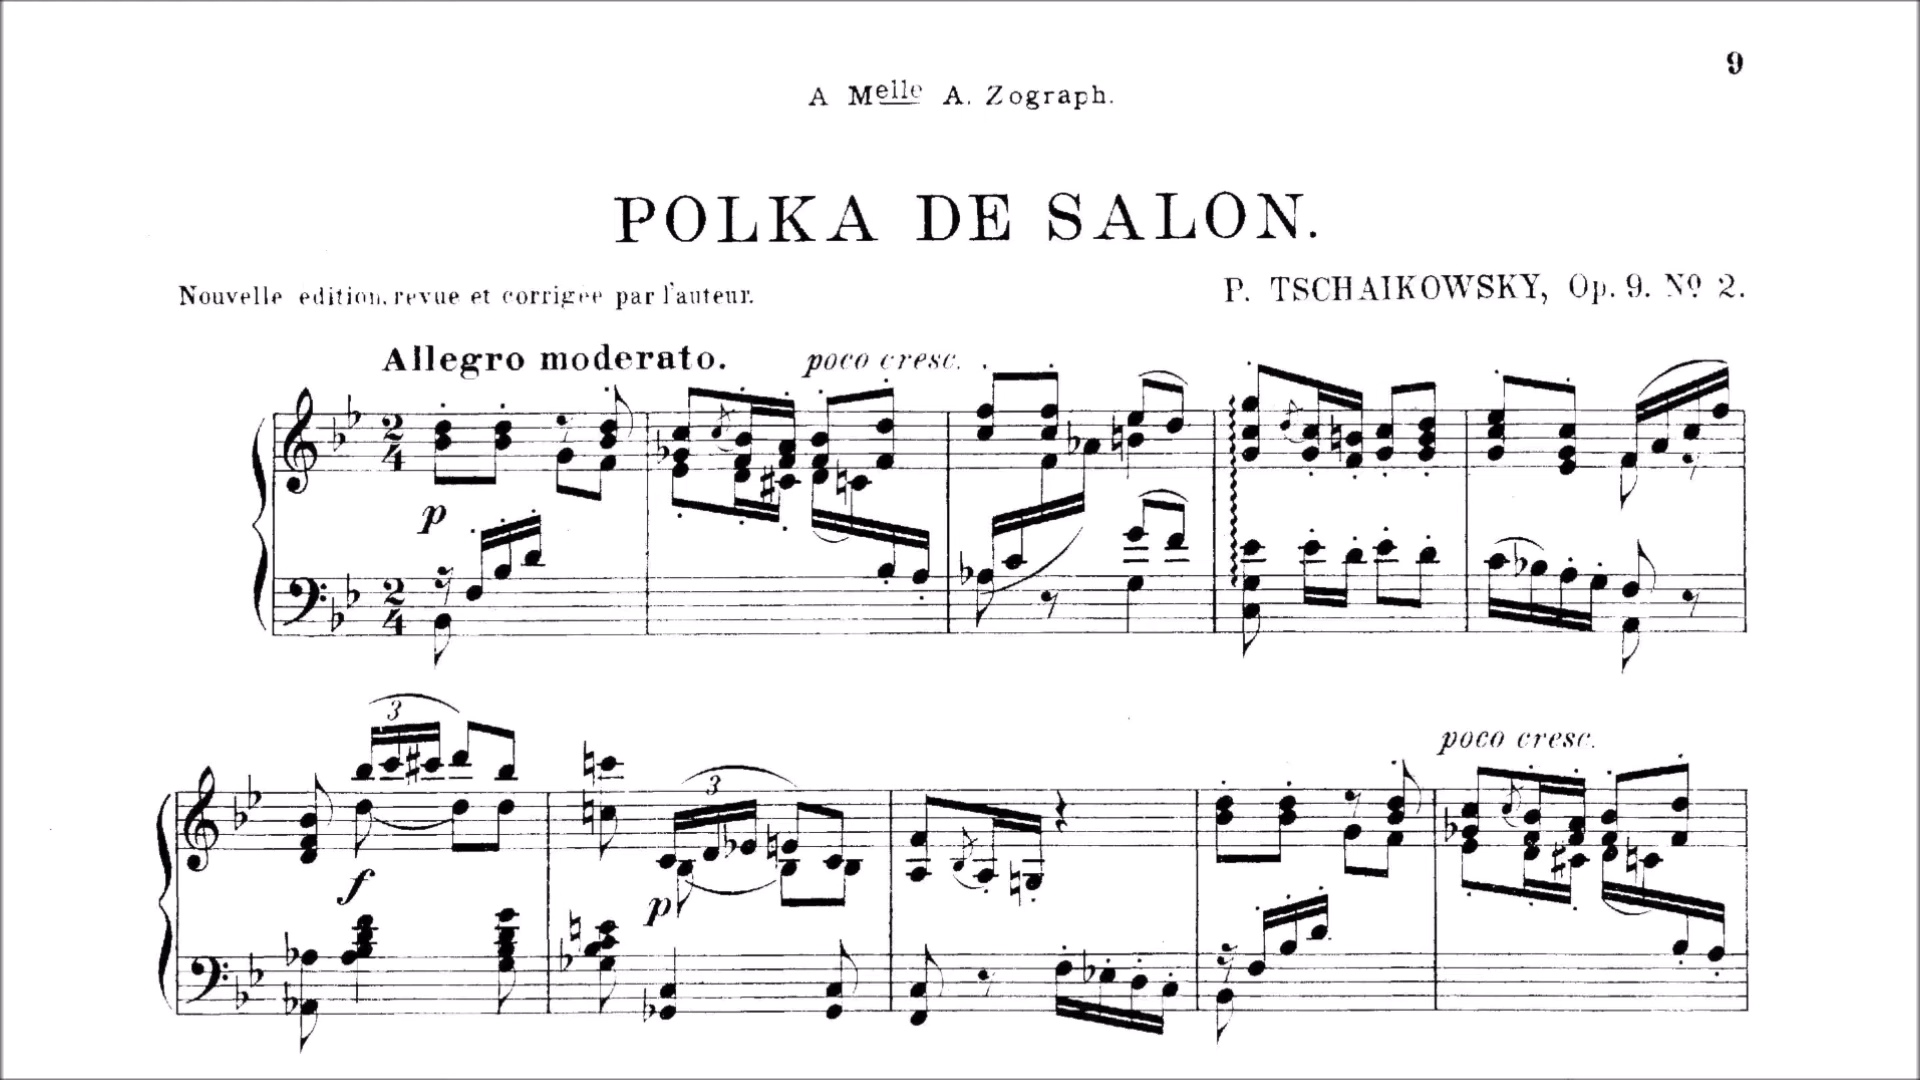 9
A Melle A. Zograph.
POLKA DE SALON.
Nouvelle edition, revue et corrigée par l'auteur.
P. TSCHAIKOWSKY, Op. 9. No 2.
Allegro moderato.
poco cresc.
p
3
poco cresc.
f
3
p